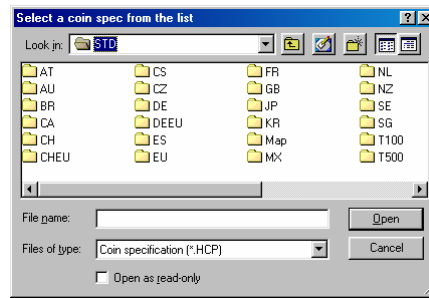 Select a coin spec from the list
Look in: STD
AT CS FR NL
AU CZ GB NZ
BR DE JP SE
CA DEEU KR SG
CH ES Map T100
CHEU EU MX T500
File name: Open
Files of type: Coin specification (*.HCP) Cancel
Open as read-only